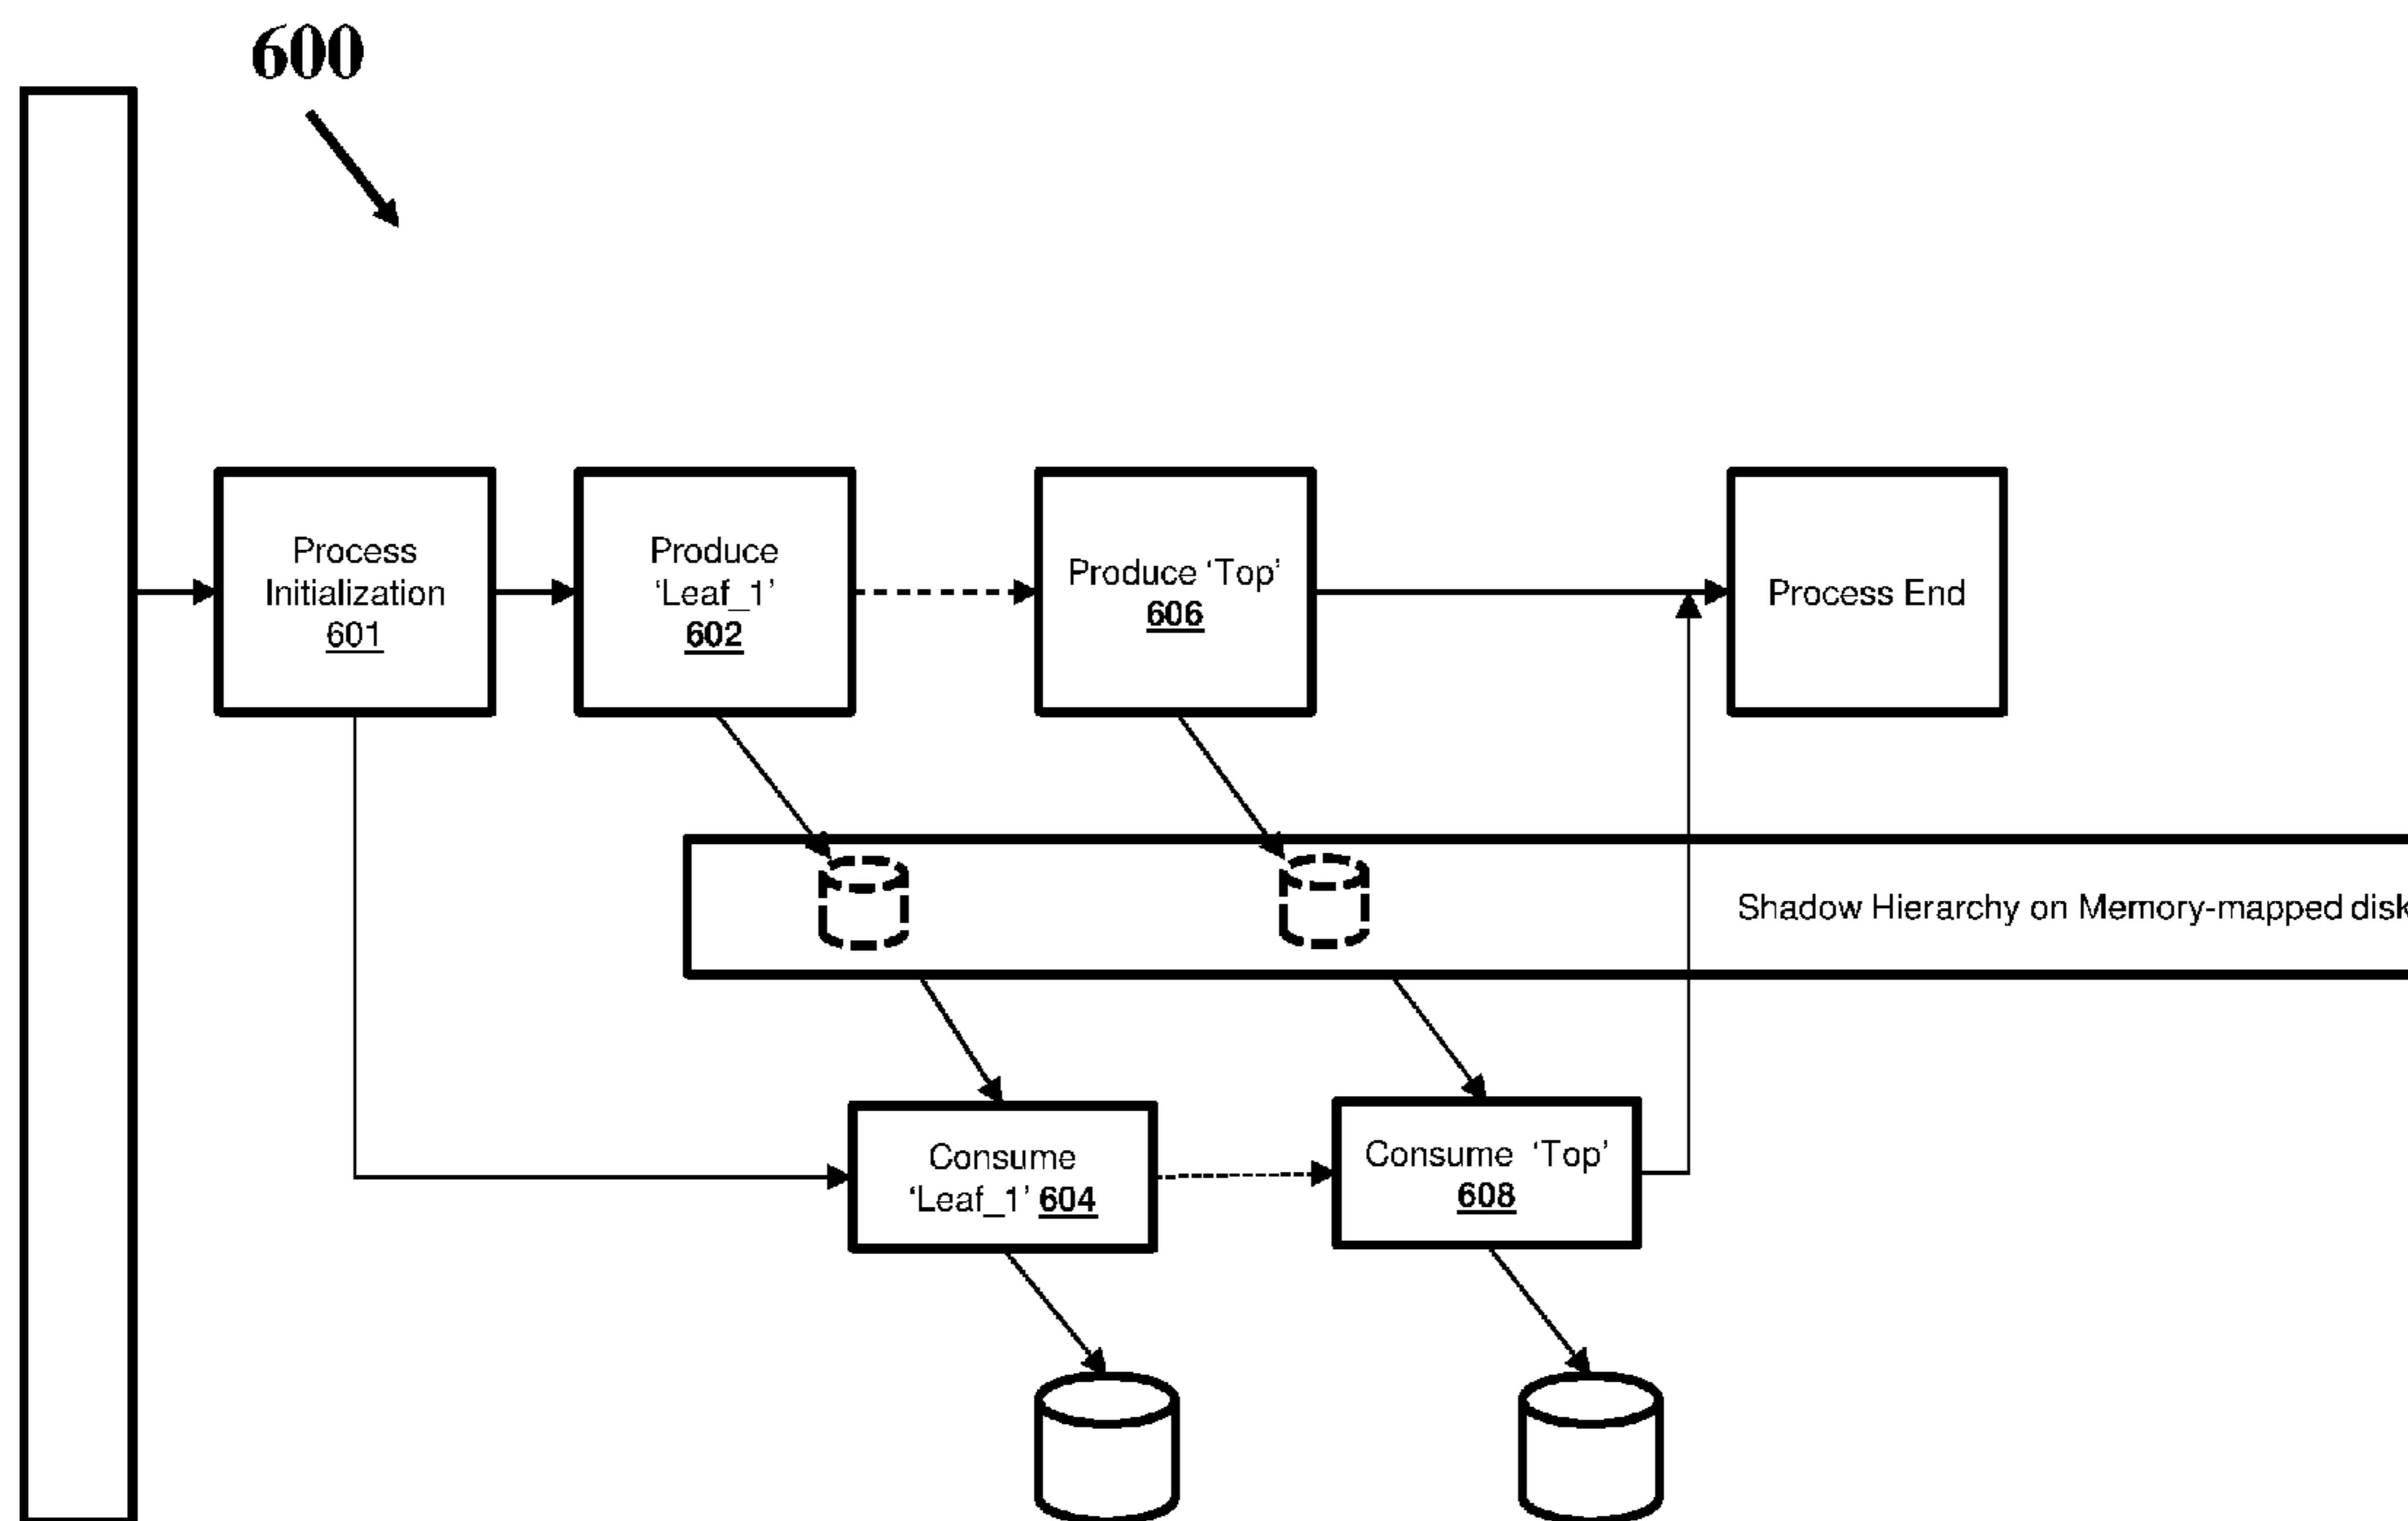 600
Process
Initialization
601
Produce
‘Leaf_1’
602
Produce ‘Top’
606
Process End
Shadow Hierarchy on Memory-mapped disk
Consume
‘Leaf_1’ 604
Consume ‘Top’
608